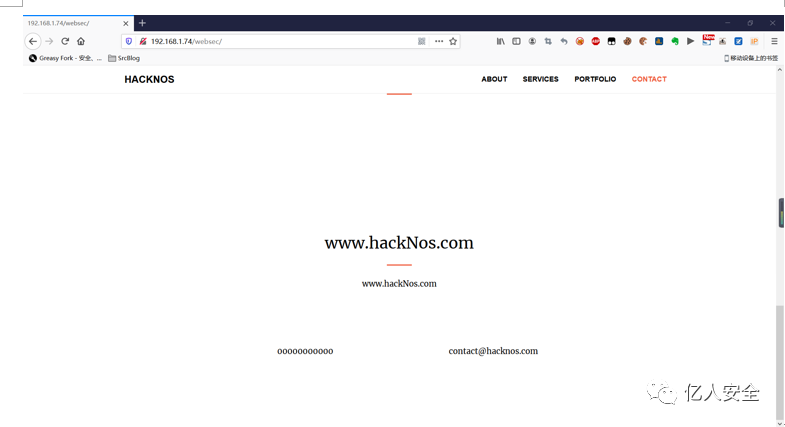 192.168.1.74/websec/
192.168.1.74/websec/
Greasy Fork - 安全、...
SrcBlog
移动设备上的书签
HACKNOS
ABOUT
SERVICES
PORTFOLIO
CONTACT
www.hackNos.com
www.hackNos.com
00000000000
contact@hacknos.com
亿人安全